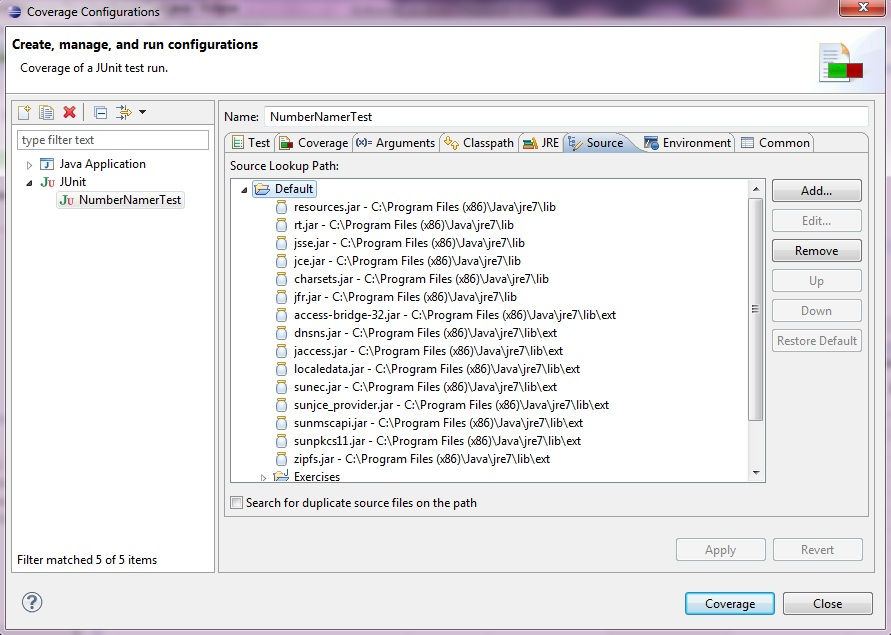 Coverage Configurations
Create, manage, and run configurations
Coverage of a JUnit test run.
type filter text
Java Application
JUnit
NumberNamerTest
Filter matched 5 of 5 items
Name: NumberNamerTest
Test Coverage Arguments Classpath JRE Source Environment Common
Source Lookup Path:
Default
resources.jar - C:\Program Files (x86)\Java\jre7\lib
rt.jar - C:\Program Files (x86)\Java\jre7\lib
jsse.jar - C:\Program Files (x86)\Java\jre7\lib
jce.jar - C:\Program Files (x86)\Java\jre7\lib
charsets.jar - C:\Program Files (x86)\Java\jre7\lib
jfr.jar - C:\Program Files (x86)\Java\jre7\lib
access-bridge-32.jar - C:\Program Files (x86)\Java\jre7\lib\ext
dnsns.jar - C:\Program Files (x86)\Java\jre7\lib\ext
jaccess.jar - C:\Program Files (x86)\Java\jre7\lib\ext
localedata.jar - C:\Program Files (x86)\Java\jre7\lib\ext
sunec.jar - C:\Program Files (x86)\Java\jre7\lib\ext
sunjce_provider.jar - C:\Program Files (x86)\Java\jre7\lib\ext
sunmscapi.jar - C:\Program Files (x86)\Java\jre7\lib\ext
sunpkcs11.jar - C:\Program Files (x86)\Java\jre7\lib\ext
zipfs.jar - C:\Program Files (x86)\Java\jre7\lib\ext
Exercises
Add...
Edit...
Remove
Up
Down
Restore Default
Search for duplicate source files on the path
Apply Revert
Coverage Close